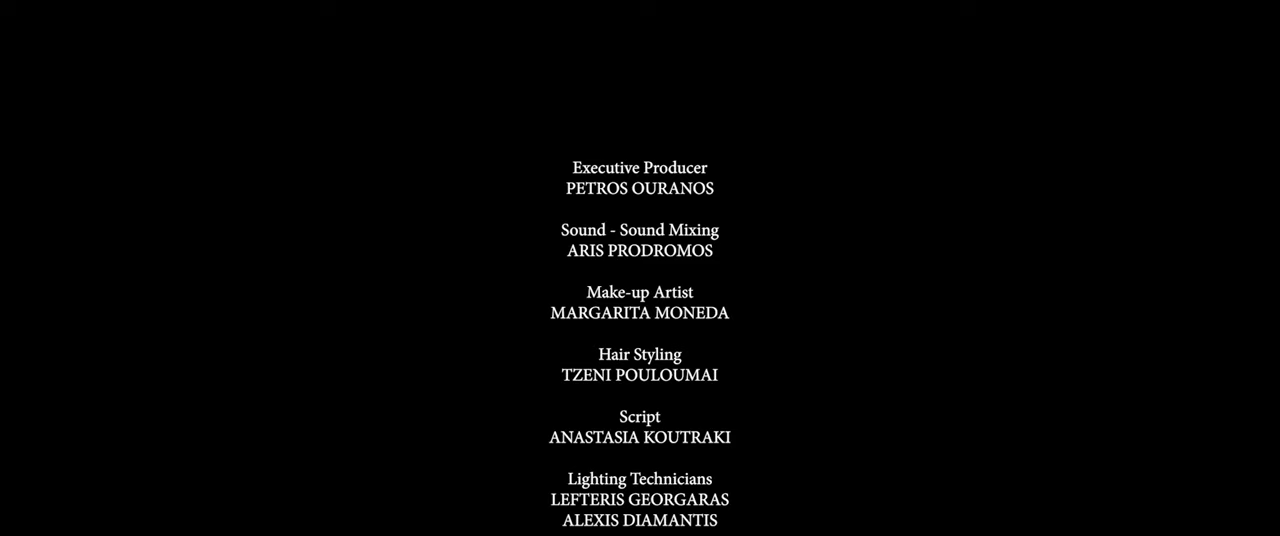 Executive Producer
PETROS OURANOS
Sound - Sound Mixing
ARIS PRODROMOS
Make-up Artist
MARGARITA MONEDA
Hair Styling
TZENI POULOUMAI
Script
ANASTASIA KOUTRAKI
Lighting Technicians
LEFTERIS GEORGARAS
ALEXIS DIAMANTIS